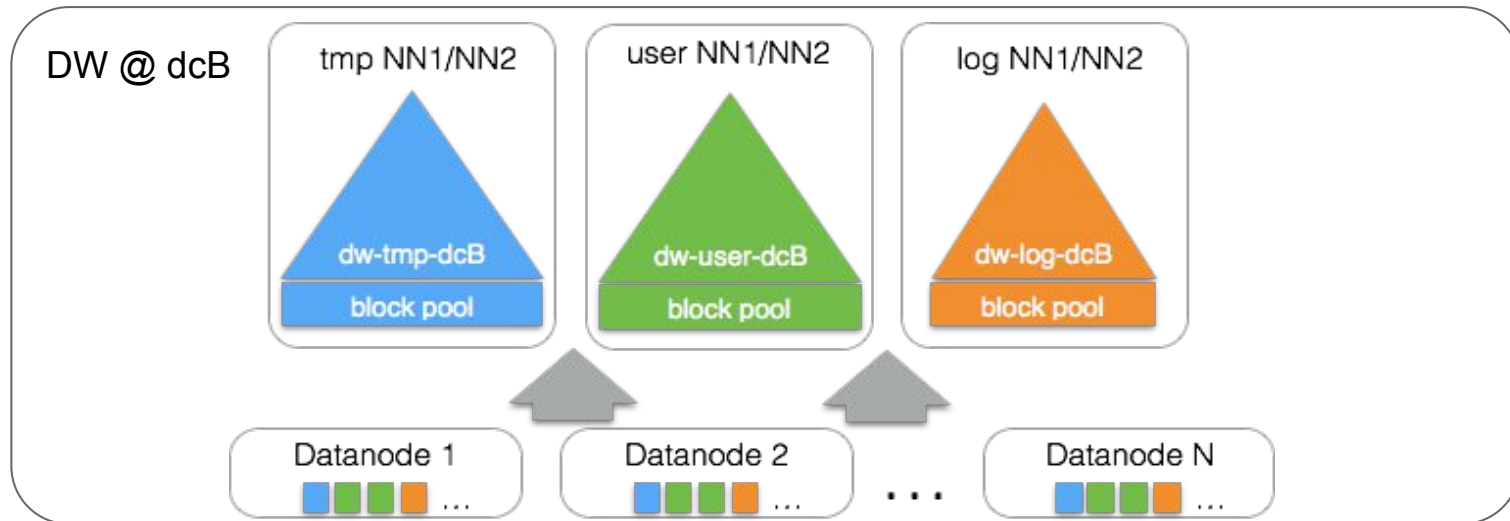 DW @ dcB
tmp NN1/NN2
user NN1/NN2
log NN1/NN2
dw-tmp-dcB
dw-user-dcB
dw-log-dcB
block pool
block pool
block pool
Datanode 1
Datanode 2
...
Datanode N
...
...
...